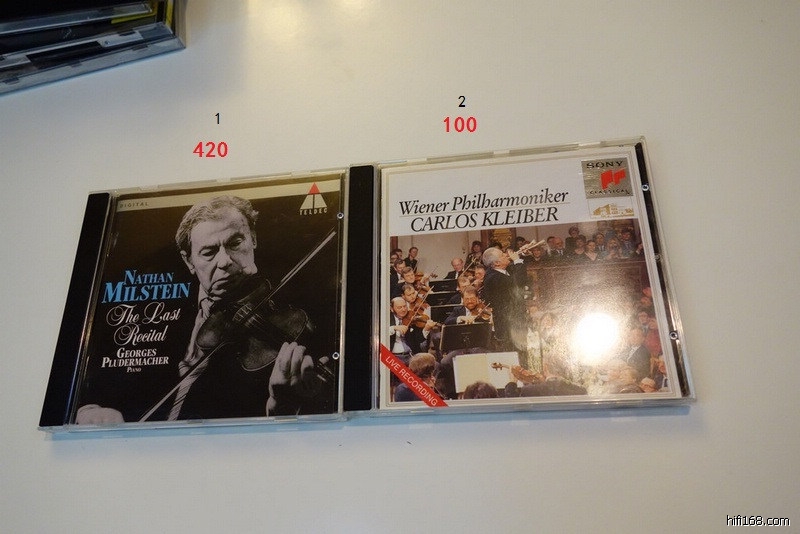 1
420
2
100
DIGITAL
TELDEC
NATHAN
MILSTEIN
The Last
Recital
GEORGES
PLUDERMACHER
PIANO
SONY
CLASSICAL
Wiener Philharmoniker
CARLOS KLEIBER
LIVE RECORDING
hifi168.com